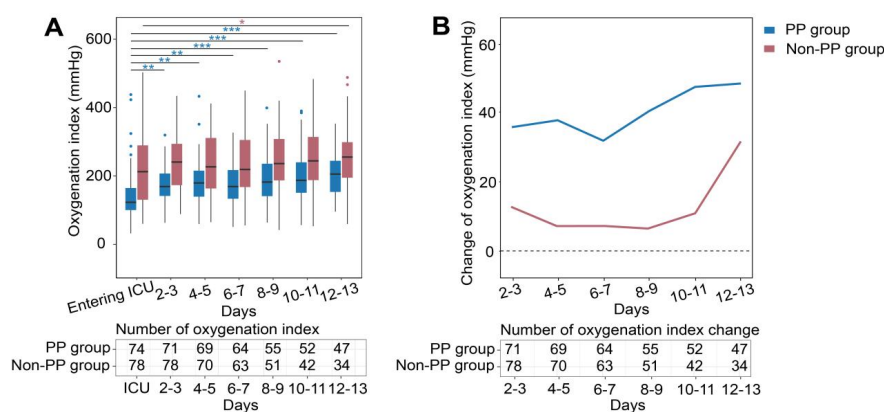 A
Oxygenation index (mmHg)
600
400
200
0
*
***
***
***
**
**
**
Entering ICU 2-3 4-5 6-7 8-9 10-11 12-13
Days
Number of oxygenation index
PP group 74 71 69 64 55 52 47
Non-PP group 78 78 70 63 51 42 34
ICU 2-3 4-5 6-7 8-9 10-11 12-13
Days
B
Change of oxygenation index (mmHg)
60
40
20
0
2-3 4-5 6-7 8-9 10-11 12-13
Days
Number of oxygenation index change
PP group 71 69 64 55 52 47
Non-PP group 78 70 63 51 42 34
2-3 4-5 6-7 8-9 10-11 12-13
Days
PP group
Non-PP group